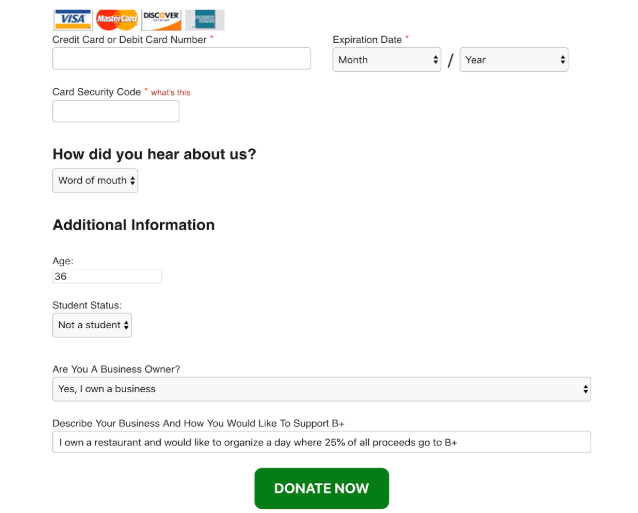 VISA MasterCard DISCOVER
Credit Card or Debit Card Number * Expiration Date *
Month / Year
Card Security Code * what's this
How did you hear about us?
Word of mouth
Additional Information
Age:
36
Student Status:
Not a student
Are You A Business Owner?
Yes, I own a business
Describe Your Business And How You Would Like To Support B+
I own a restaurant and would like to organize a day where 25% of all proceeds go to B+
DONATE NOW